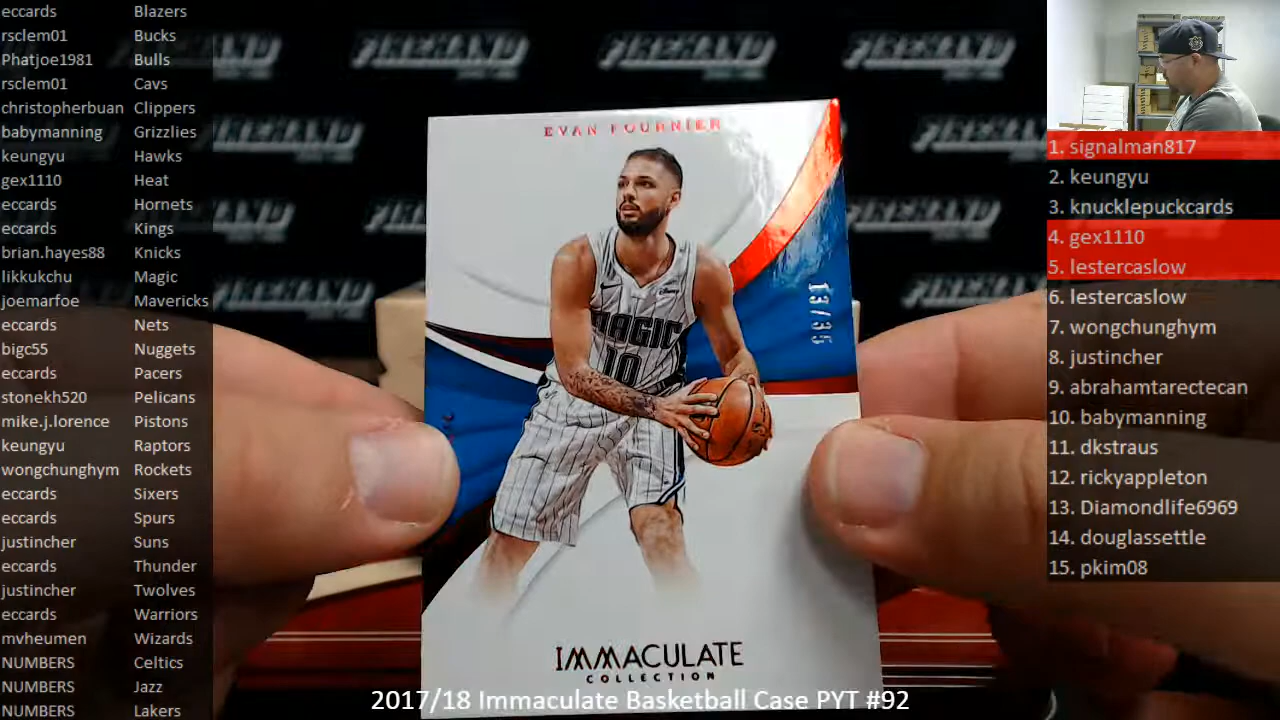 eccards Blazers
rsclem01 Bucks
Phatjoe1981 Bulls
rsclem01 Cavs
christopherbuan Clippers
babymanning Grizzlies
keungyu Hawks
gex1110 Heat
eccards Hornets
eccards Kings
brian.hayes88 Knicks
likkukchu Magic
joemarfoe Mavericks
eccards Nets
bigc55 Nuggets
eccards Pacers
stonekh520 Pelicans
mike.j.lorence Pistons
keungyu Raptors
wongchunghym Rockets
eccards Sixers
eccards Spurs
justincher Suns
eccards Thunder
justincher Twolves
eccards Warriors
mvheumen Wizards
NUMBERS Celtics
NUMBERS Jazz
NUMBERS Lakers
FIREHAND
EVAN FOURNIER
13/35
Disney
MAGIC
10
IMMACULATE
COLLECTION
2017/18 Immaculate Basketball Case PYT #92
1. signalman817
2. keungyu
3. knucklepuckcards
4. gex1110
5. lestercaslow
6. lestercaslow
7. wongchunghym
8. justincher
9. abrahamtarectecan
10. babymanning
11. dkstraus
12. rickyappleton
13. Diamondlife6969
14. douglassettle
15. pkim08